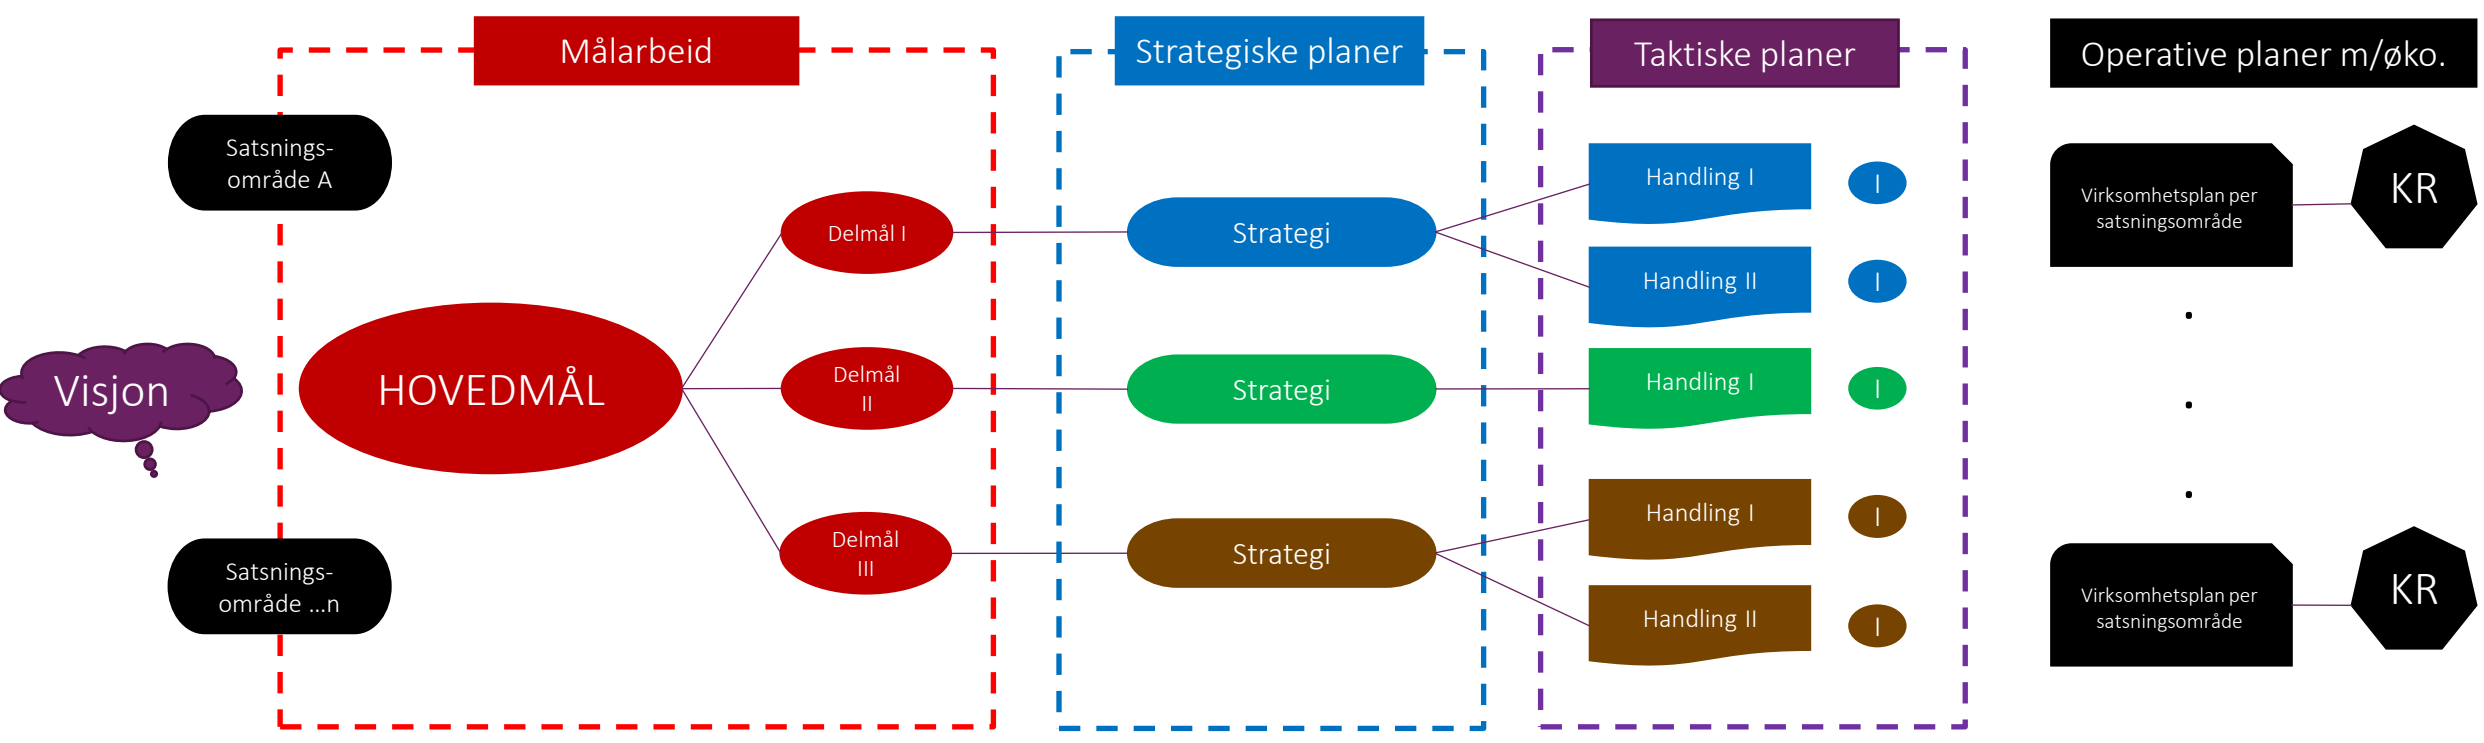 Målarbeid
Strategiske planer
Taktiske planer
Operative planer m/øko.
Satsnings-
område A
Visjon
HOVEDMÅL
Satsnings-
område ...n
Delmål I
Delmål
II
Delmål
III
Strategi
Strategi
Strategi
Handling I
I
Handling II
I
Handling I
I
Handling I
I
Handling II
I
Virksomhetsplan per
satsningsområde
KR
.
.
.
Virksomhetsplan per
satsningsområde
KR